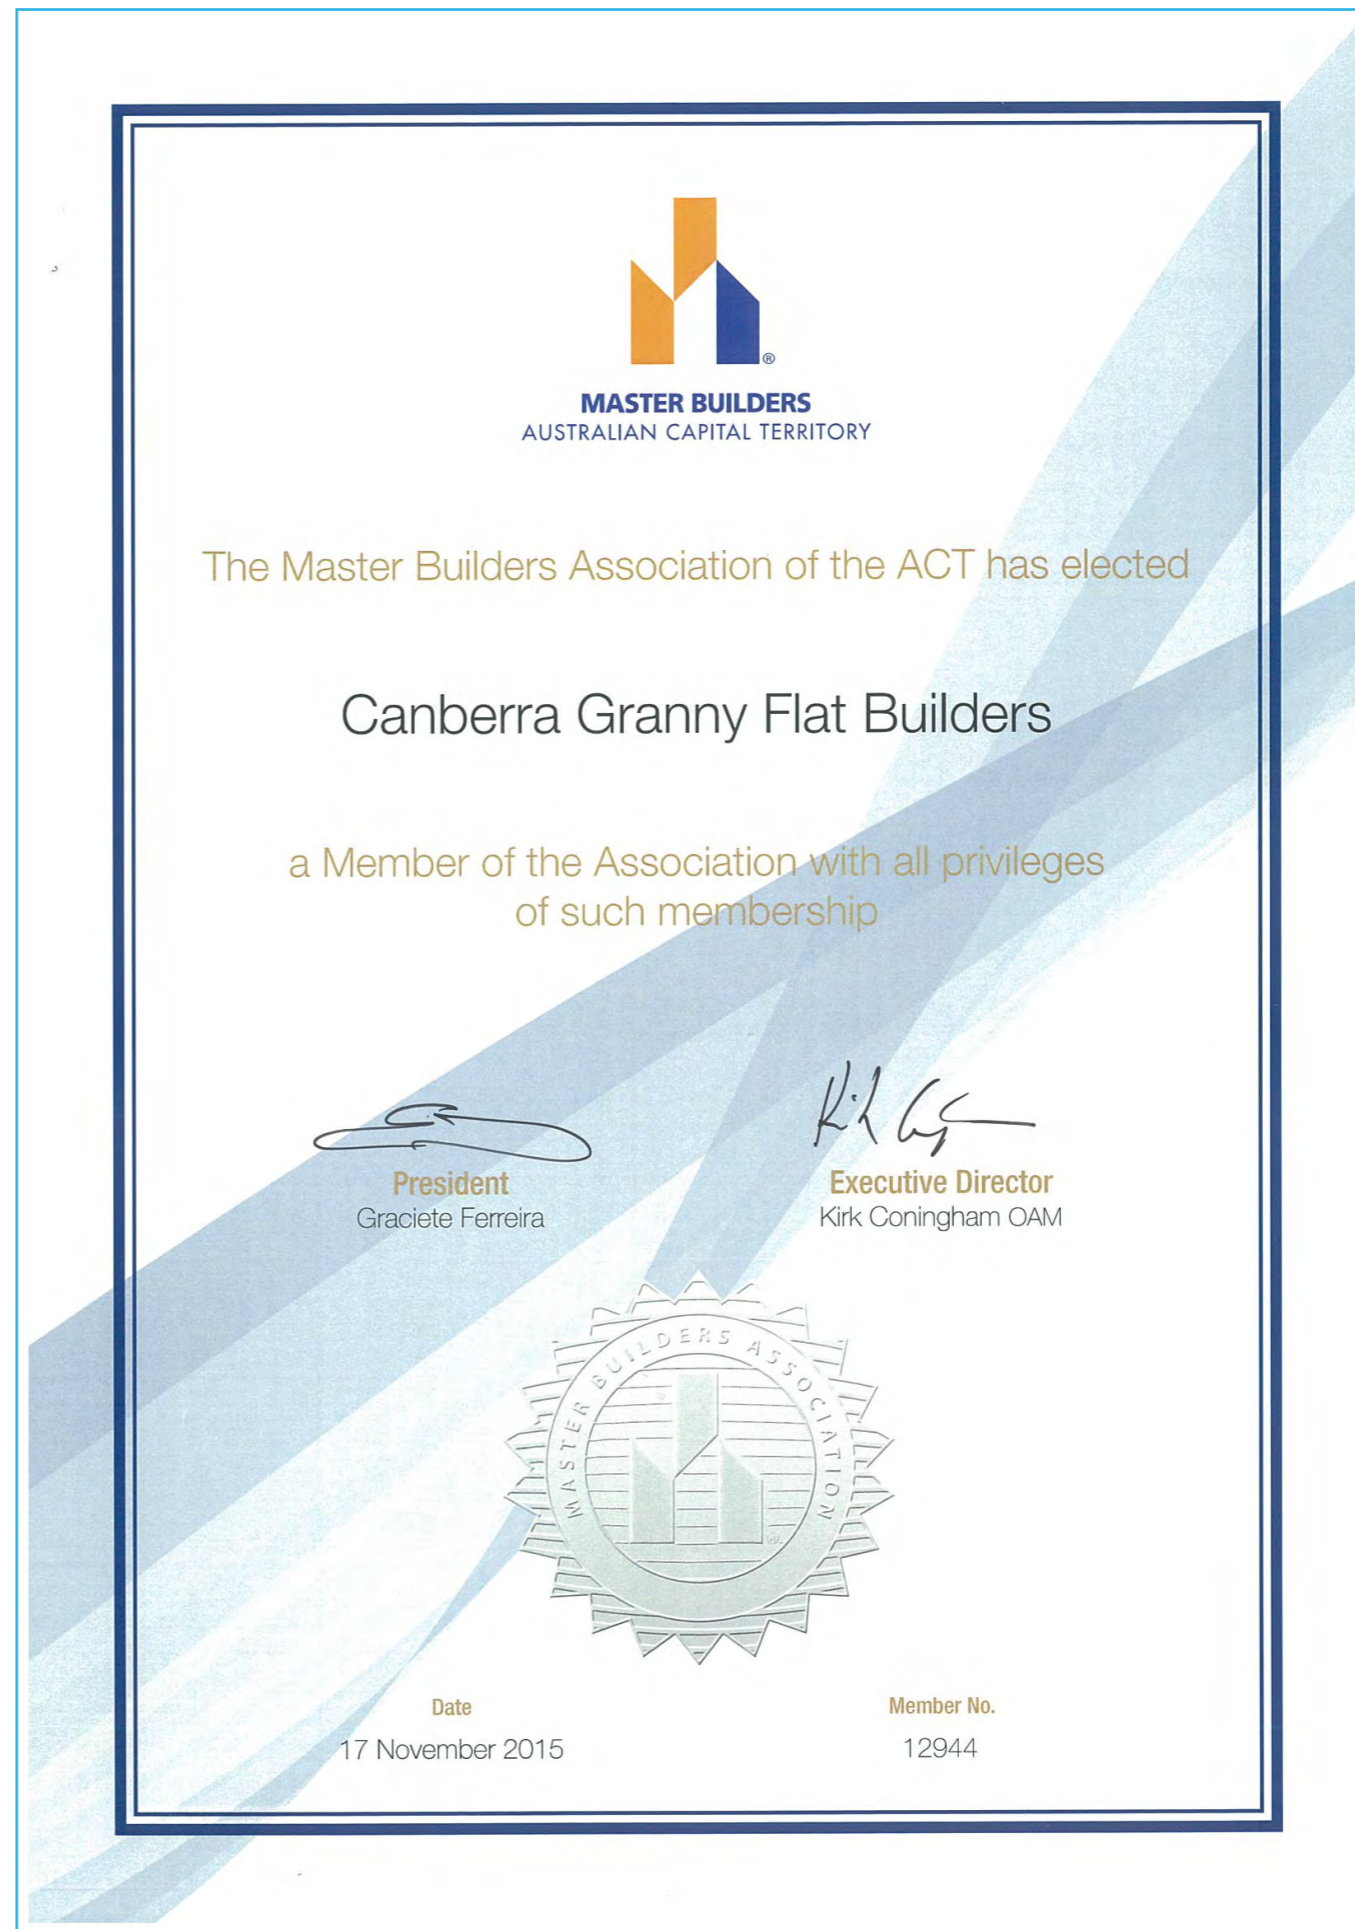 ®
MASTER BUILDERS
AUSTRALIAN CAPITAL TERRITORY
The Master Builders Association of the ACT has elected
Canberra Granny Flat Builders
a Member of the Association with all privileges
of such membership
President
Graciete Ferreira
Executive Director
Kirk Coningham OAM
MASTER BUILDERS ASSOCIATION
Date
17 November 2015
Member No.
12944